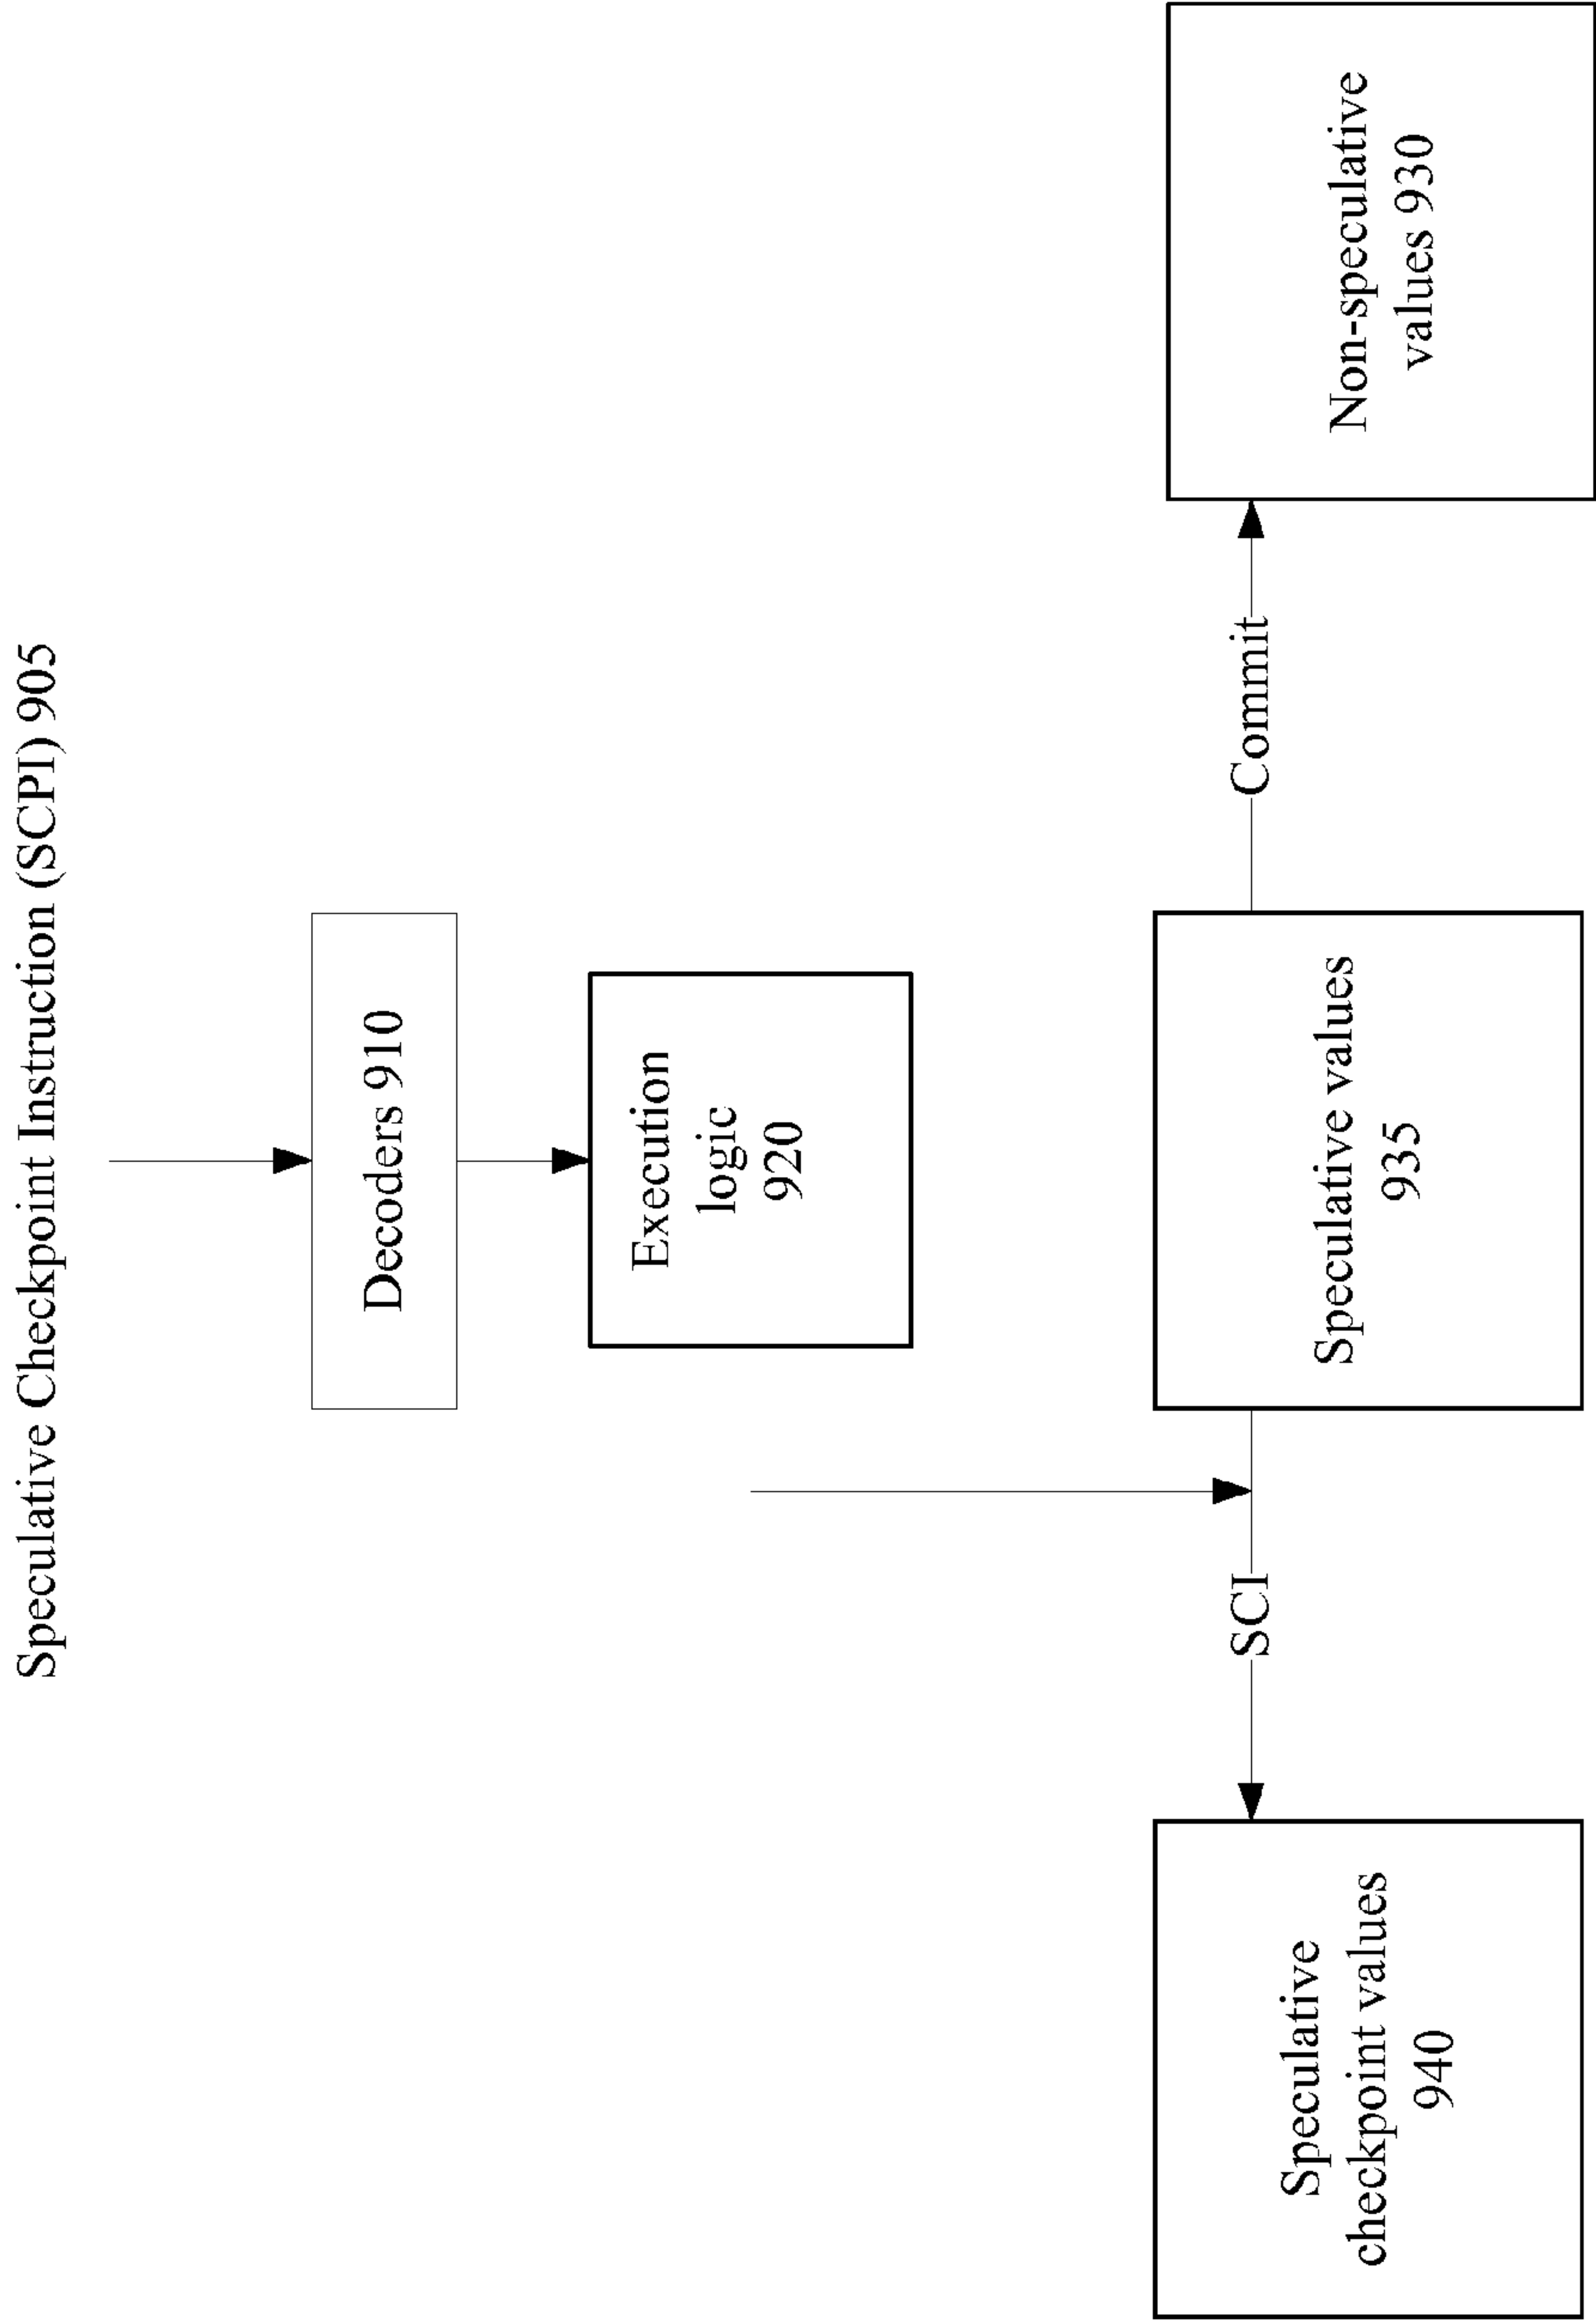 Speculative Checkpoint Instruction (SCPI) 905
Decoders 910
Execution
logic
920
Speculative
checkpoint values
940
SCI
Speculative values
935
Commit
Non-speculative
values 930